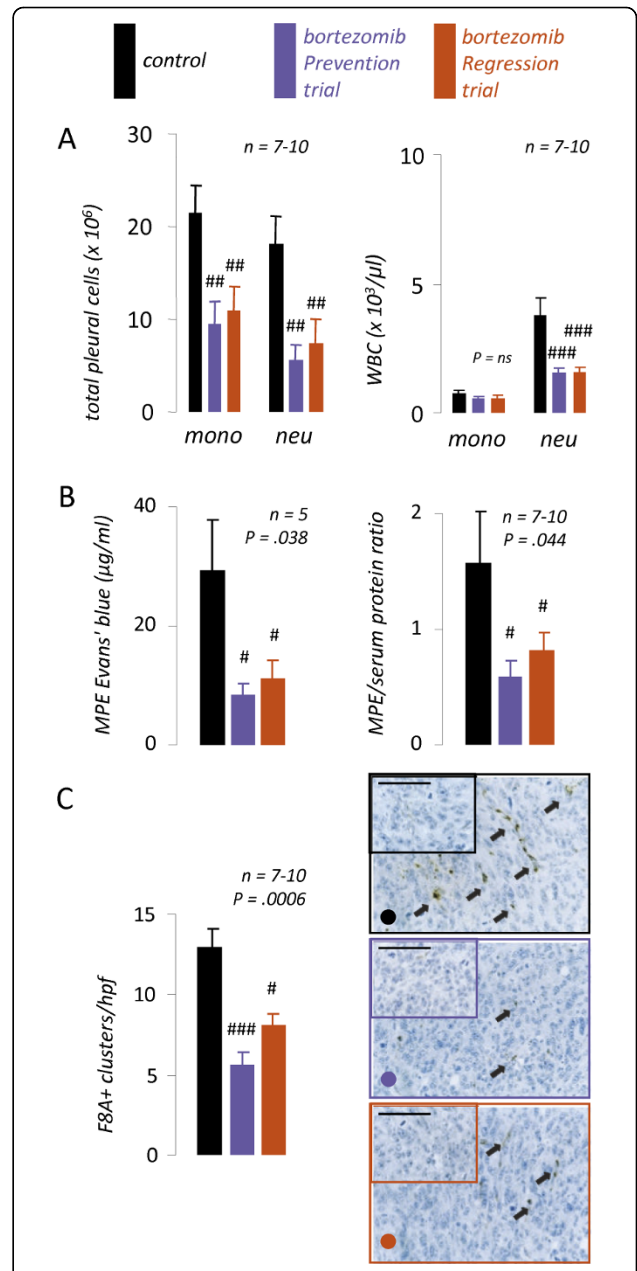 control
bortezomib
Prevention
trial
bortezomib
Regression
trial
A
total pleural cells (x 10⁶)
30
20
10
0
n = 7-10
##
##
##
##
mono
neu
WBC (x 10³/µl)
10
5
0
n = 7-10
P = ns
###
###
mono
neu
B
MPE Evans' blue (µg/ml)
40
20
0
n = 5
P = .038
#
#
MPE/serum protein ratio
2
1
0
n = 7-10
P = .044
#
#
C
F8A+ clusters/hpf
15
10
5
0
n = 7-10
P = .0006
###
#